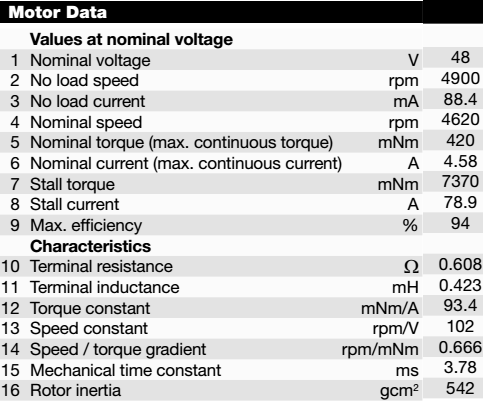 Motor Data
Values at nominal voltage
1 Nominal voltage V 48
2 No load speed rpm 4900
3 No load current mA 88.4
4 Nominal speed rpm 4620
5 Nominal torque (max. continuous torque) mNm 420
6 Nominal current (max. continuous current) A 4.58
7 Stall torque mNm 7370
8 Stall current A 78.9
9 Max. efficiency % 94
Characteristics
10 Terminal resistance Ω 0.608
11 Terminal inductance mH 0.423
12 Torque constant mNm/A 93.4
13 Speed constant rpm/V 102
14 Speed / torque gradient rpm/mNm 0.666
15 Mechanical time constant ms 3.78
16 Rotor inertia gcm² 542